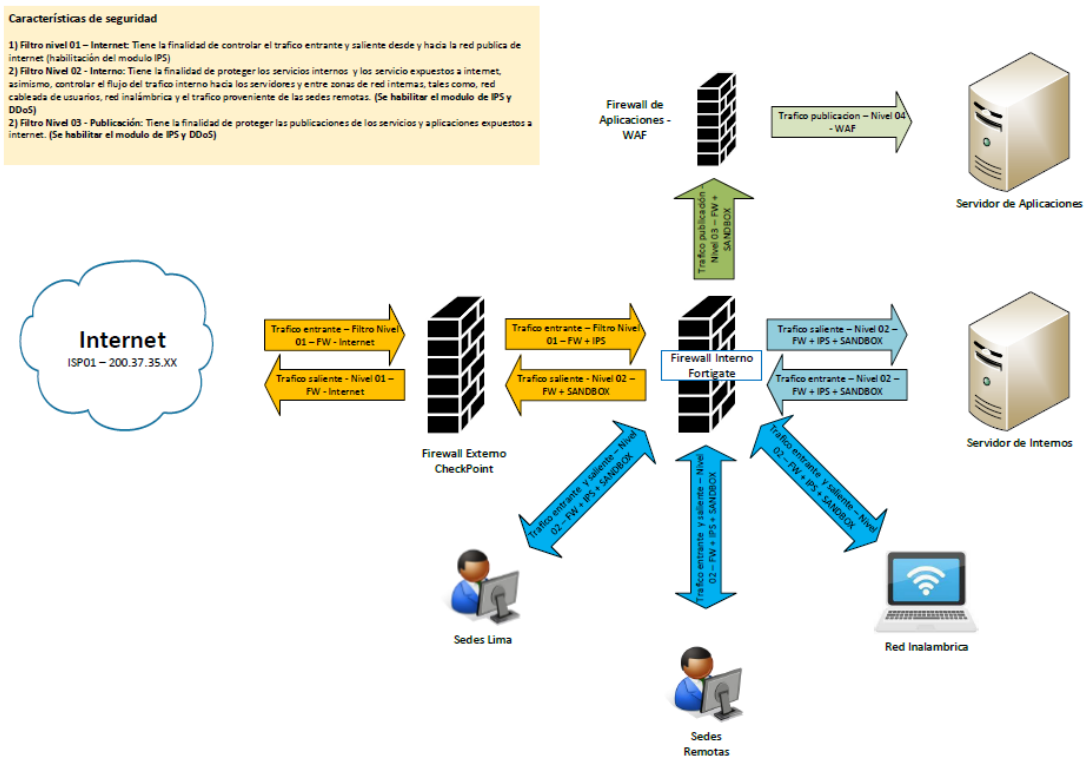 Características de seguridad
1) Filtro nivel 01 – Internet: Tiene la finalidad de controlar el trafico entrante y saliente desde y hacia la red publica de
internet (habilitación del modulo IPS)
2) Filtro Nivel 02 - Interno: Tiene la finalidad de proteger los servicios internos y los servicio expuestos a internet,
asimismo, controlar el flujo del trafico interno hacia los servidores y entre zonas de red internas, tales como, red
cableada de usuarios, red inalámbrica y el trafico proveniente de las sedes remotas. (Se habilitar el modulo de IPS y
DDoS)
2) Filtro Nivel 03 - Publicación: Tiene la finalidad de proteger las publicaciones de los servicios y aplicaciones expuestos a
internet. (Se habilitar el modulo de IPS y DDoS)
Firewall de
Aplicaciones -
WAF
Trafico publicacion – Nivel 04
- WAF
Servidor de Aplicaciones
Trafico publicación -
Nivel 03 – FW +
SANDBOX
Internet
ISP01 – 200.37.35.XX
Trafico entrante – Filtro Nivel
01 – FW - Internet
Trafico saliente - Nivel 01 –
FW - Internet
Firewall Externo
CheckPoint
Trafico entrante – Filtro Nivel
01 – FW + IPS
Trafico saliente - Nivel 02 –
FW + SANDBOX
Firewall Interno
Fortigate
Trafico saliente – Nivel 02 –
FW + IPS + SANDBOX
Trafico entrante – Nivel 02 –
FW + IPS + SANDBOX
Servidor de Internos
Trafico entrante y saliente – Nivel
02 – FW + IPS + SANDBOX
Trafico entrante y saliente – Nivel
02 – FW + IPS + SANDBOX
Trafico entrante y saliente – Nivel
02 – FW + IPS + SANDBOX
Sedes Lima
Sedes
Remotas
Red Inalambrica